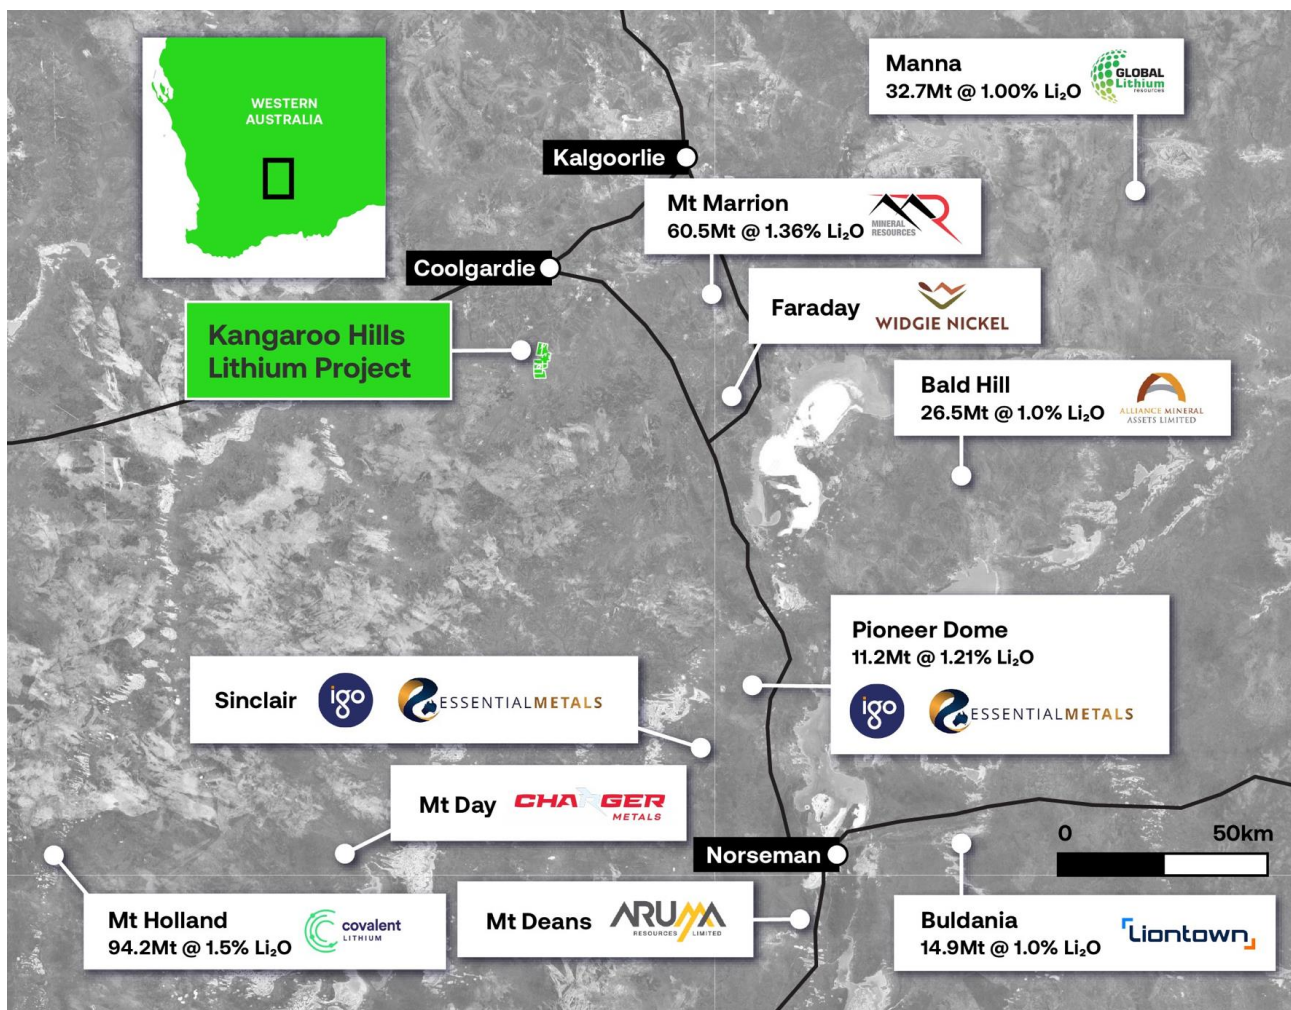 WESTERN
AUSTRALIA
Manna
32.7Mt @ 1.00% Li₂O
GLOBAL
Lithium
resources
Kalgoorlie
Mt Marrion
60.5Mt @ 1.36% Li₂O
MINERAL
RESOURCES
Coolgardie
Faraday
WIDGIE NICKEL
Kangaroo Hills
Lithium Project
Bald Hill
26.5Mt @ 1.0% Li₂O
ALLIANCE MINERAL
ASSETS LIMITED
Pioneer Dome
11.2Mt @ 1.21% Li₂O
igo
ESSENTIALMETALS
Sinclair
igo
ESSENTIALMETALS
Mt Day
CHARGER
METALS
0 50km
Norseman
Mt Holland
94.2Mt @ 1.5% Li₂O
covalent
LITHIUM
Mt Deans
ARUMA
RESOURCES LIMITED
Buldania
14.9Mt @ 1.0% Li₂O
Liontown